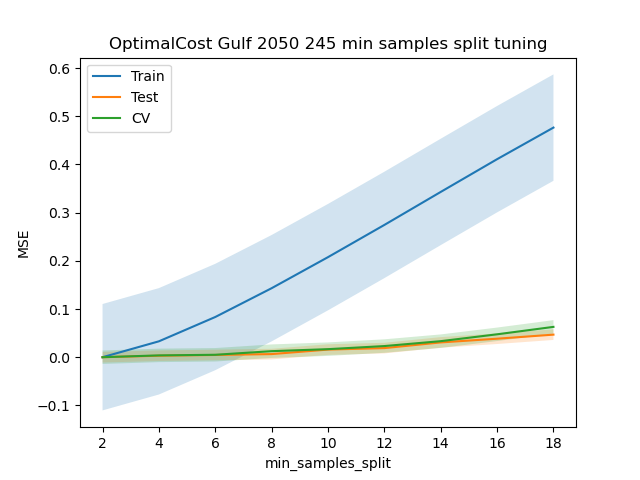 OptimalCost Gulf 2050 245 min samples split tuning
Train
Test
CV
MSE
0.6
0.5
0.4
0.3
0.2
0.1
0.0
−0.1
2 4 6 8 10 12 14 16 18
min_samples_split